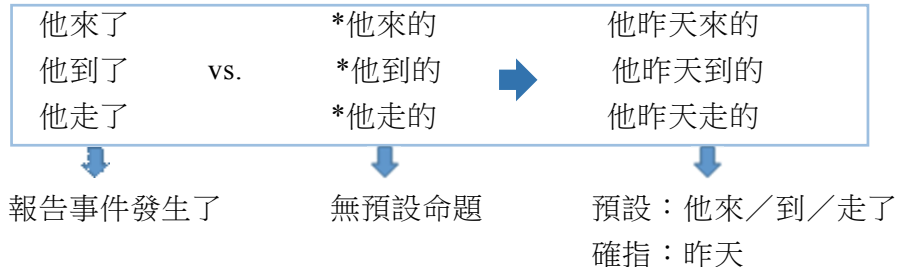 他來了 *他來的 他昨天來的
他到了 vs. *他到的 他昨天到的
他走了 *他走的 他昨天走的
報告事件發生了 無預設命題 預設：他來／到／走了
確指：昨天